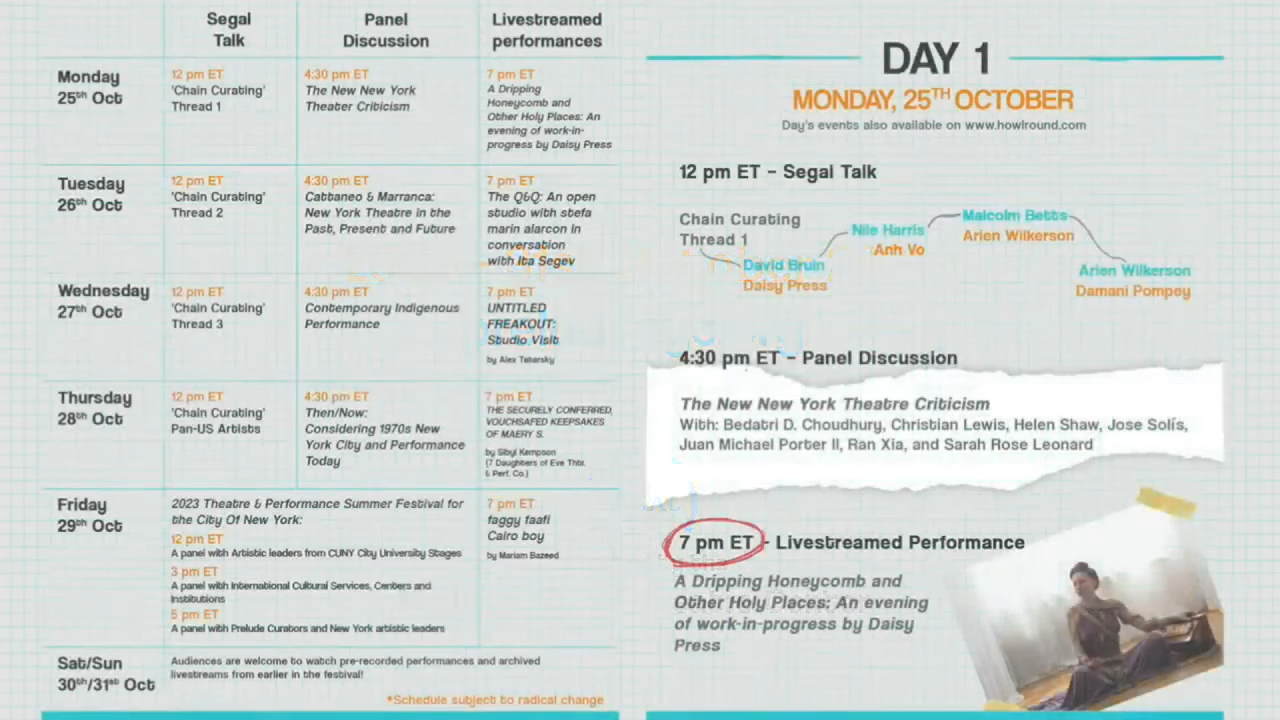 Segal
Talk
Panel
Discussion
Livestreamed
performances
Monday
25th Oct
12 pm ET
'Chain Curating'
Thread 1
4:30 pm ET
The New New York
Theater Criticism
7 pm ET
A Dripping
Honeycomb and
Other Holy Places: An
evening of work-in-
progress by Daisy Press
Tuesday
26th Oct
12 pm ET
'Chain Curating'
Thread 2
4:30 pm ET
Cattaneo & Marranca:
New York Theatre in the
Past, Present and Future
7 pm ET
The Q&Q: An open
studio with stefa
marin alarcon in
conversation
with Ita Segev
Wednesday
27th Oct
12 pm ET
'Chain Curating'
Thread 3
4:30 pm ET
Contemporary Indigenous
Performance
7 pm ET
UNTITLED
FREAKOUT:
Studio Visit
by Alex Tatarsky
Thursday
28th Oct
12 pm ET
'Chain Curating'
Pan-US Artists
4:30 pm ET
Then/Now:
Considering 1970s New
York City and Performance
Today
7 pm ET
THE SECURELY CONFERRED,
VOUCHSAFED KEEPSAKES
OF MAERY S.
by Sibyl Kempson
(7 Daughters of Eve Thtr.
& Perf. Co.)
Friday
29th Oct
2023 Theatre & Performance Summer Festival for
the City Of New York:
12 pm ET
A panel with Artistic leaders from CUNY City University Stages
3 pm ET
A panel with International Cultural Services, Centers and
Institutions
5 pm ET
A panel with Prelude Curators and New York artistic leaders
7 pm ET
faggy faafi
Cairo boy
by Mariam Bazeed
Sat/Sun
30th/31st Oct
Audiences are welcome to watch pre-recorded performances and archived
livestreams from earlier in the festival!
*Schedule subject to radical change
DAY 1
MONDAY, 25TH OCTOBER
Day's events also available on www.howlround.com
12 pm ET – Segal Talk
Chain Curating
Thread 1
David Bruin
Daisy Press
Nile Harris
Anh Vo
Malcolm Betts
Arien Wilkerson
Arien Wilkerson
Damani Pompey
4:30 pm ET – Panel Discussion
The New New York Theatre Criticism
With: Bedatri D. Choudhury, Christian Lewis, Helen Shaw, Jose Solís,
Juan Michael Porter II, Ran Xia, and Sarah Rose Leonard
7 pm ET - Livestreamed Performance
A Dripping Honeycomb and
Other Holy Places: An evening
of work-in-progress by Daisy
Press